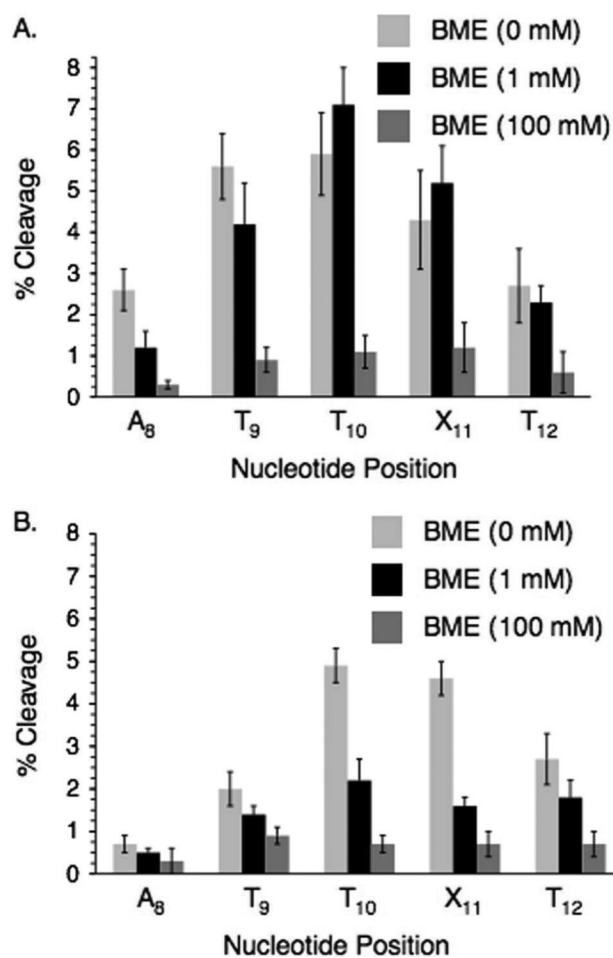 A.
BME (0 mM)
BME (1 mM)
BME (100 mM)
% Cleavage
8
7
6
5
4
3
2
1
0
A₈ T₉ T₁₀ X₁₁ T₁₂
Nucleotide Position
B.
BME (0 mM)
BME (1 mM)
BME (100 mM)
% Cleavage
8
7
6
5
4
3
2
1
0
A₈ T₉ T₁₀ X₁₁ T₁₂
Nucleotide Position